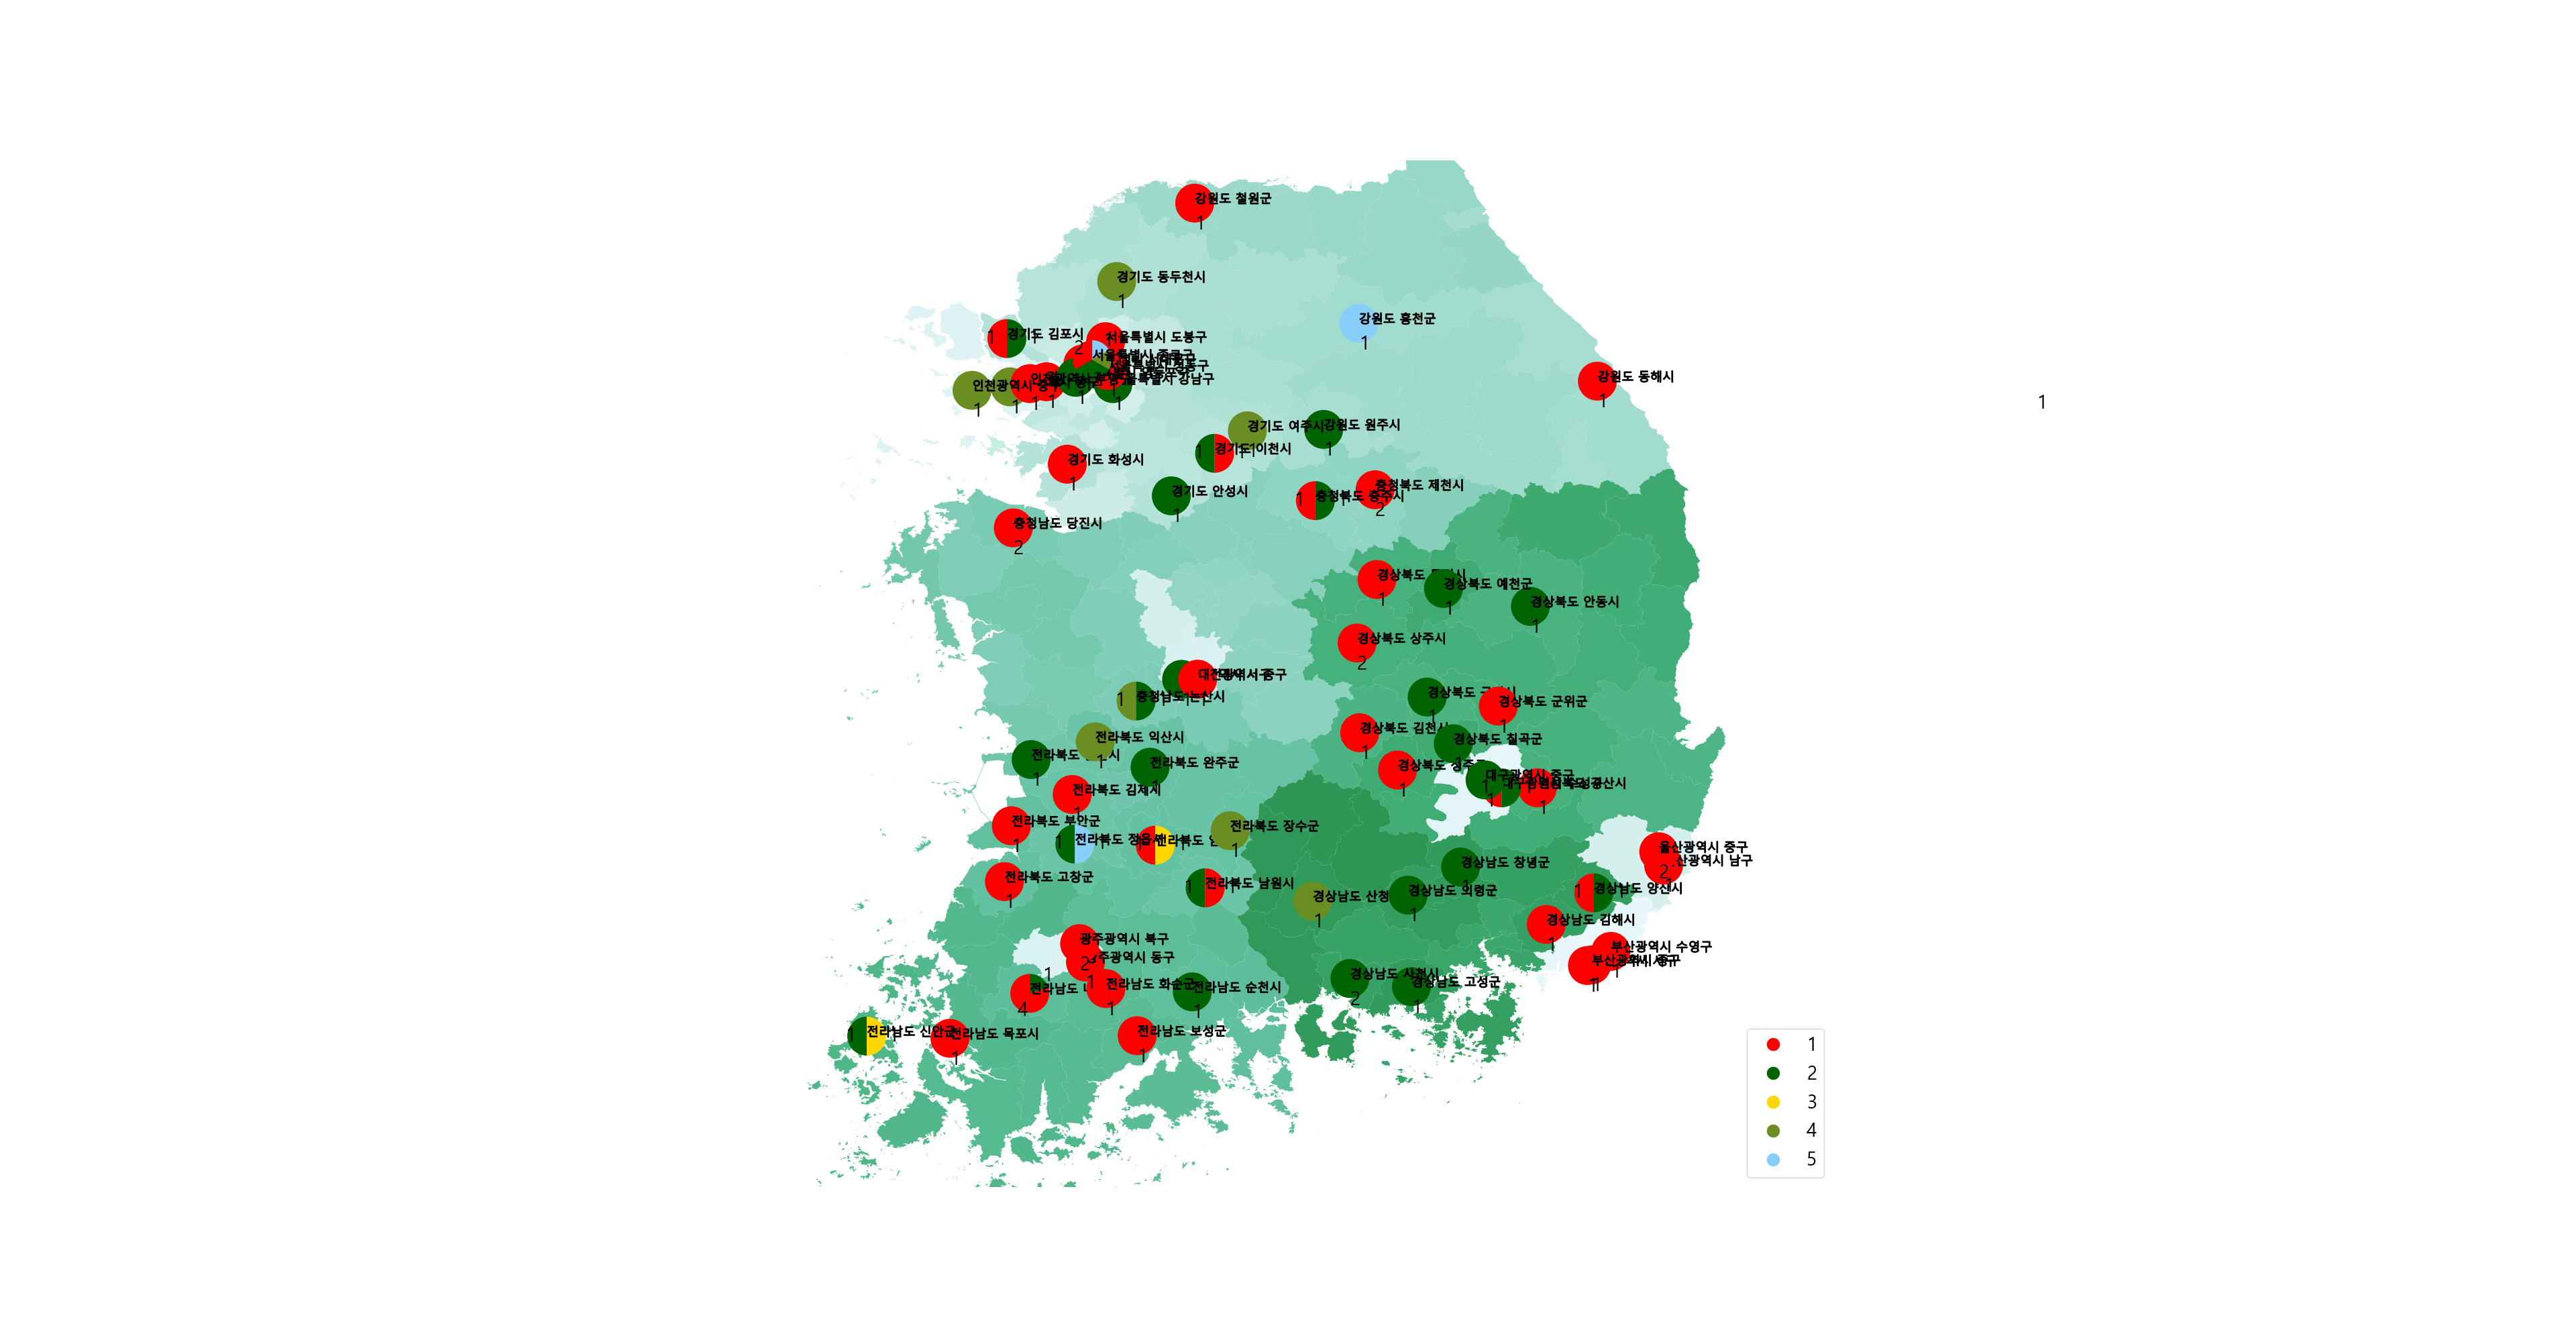 강원도 철원군
1
경기도 동두천시
1
강원도 홍천군
1
1 경기도 김포시
서울특별시 도봉구
2
서울특별시 종로구
서울특별시 강남구
인천광역시
1
1
1
1
1
1
강원도 동해시
1
1
경기도 여주시
강원도 원주시
1
1 경기도 이천시
경기도 화성시
1
경기도 안성시
1
충청북도 제천시
2
1 충청북도 충주시 1
충청남도 당진시
2
경상북도
1
경상북도 예천군
1
경상북도 안동시
1
경상북도 상주시
2
대전광역시 중구
1 충청남도 논산시
경상북도
1
경상북도 군위군
1
경상북도 김천시
1
경상북도 칠곡군
1
전라북도 익산시
1
전라북도
1
전라북도 완주군
1
경상북도 성주군
1
대구광역시 중구
1
1
1
전라북도 김제시
1
전라북도 부안군
1
전라북도 장수군
1
1 전라북도 정읍시
전라북도
울산광역시 중구
2
산광역시 남구
1
경상남도 창녕군
1
전라북도 고창군
1
1 전라북도 남원시 1
경상남도 산청
1
경상남도 의령군
1
1 경상남도 양산시 1
경상남도 김해시
1
광주광역시 북구
2
주광역시 동구
1
부산광역시 수영구
1
부산광역시
1
1
1
전라남도
4
전라남도 화순군
1
전라남도 순천시
1
경상남도 사천시
2
경상남도 고성군
1
1 전라남도 신안군 1
전라남도 목포시
1
전라남도 보성군
1
1
2
3
4
5